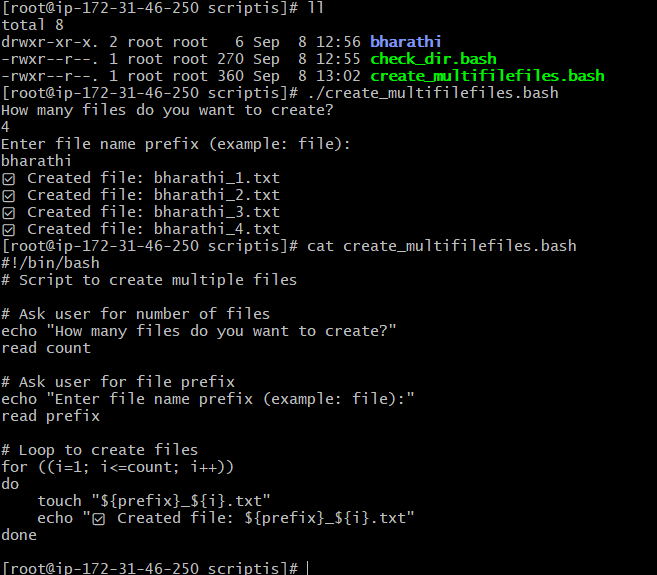 [root@ip-172-31-46-250 scriptis]# ll
total 8
drwxr-xr-x. 2 root root   6 Sep  8 12:56 bharathi
-rwxr--r--. 1 root root 270 Sep  8 12:55 check_dir.bash
-rwxr--r--. 1 root root 360 Sep  8 13:02 create_multifilefiles.bash
[root@ip-172-31-46-250 scriptis]# ./create_multifilefiles.bash
How many files do you want to create?
4
Enter file name prefix (example: file):
bharathi
☑ Created file: bharathi_1.txt
☑ Created file: bharathi_2.txt
☑ Created file: bharathi_3.txt
☑ Created file: bharathi_4.txt
[root@ip-172-31-46-250 scriptis]# cat create_multifilefiles.bash
#!/bin/bash
# Script to create multiple files

# Ask user for number of files
echo "How many files do you want to create?"
read count

# Ask user for file prefix
echo "Enter file name prefix (example: file):"
read prefix

# Loop to create files
for ((i=1; i<=count; i++))
do
    touch "${prefix}_${i}.txt"
    echo "☑ Created file: ${prefix}_${i}.txt"
done

[root@ip-172-31-46-250 scriptis]#